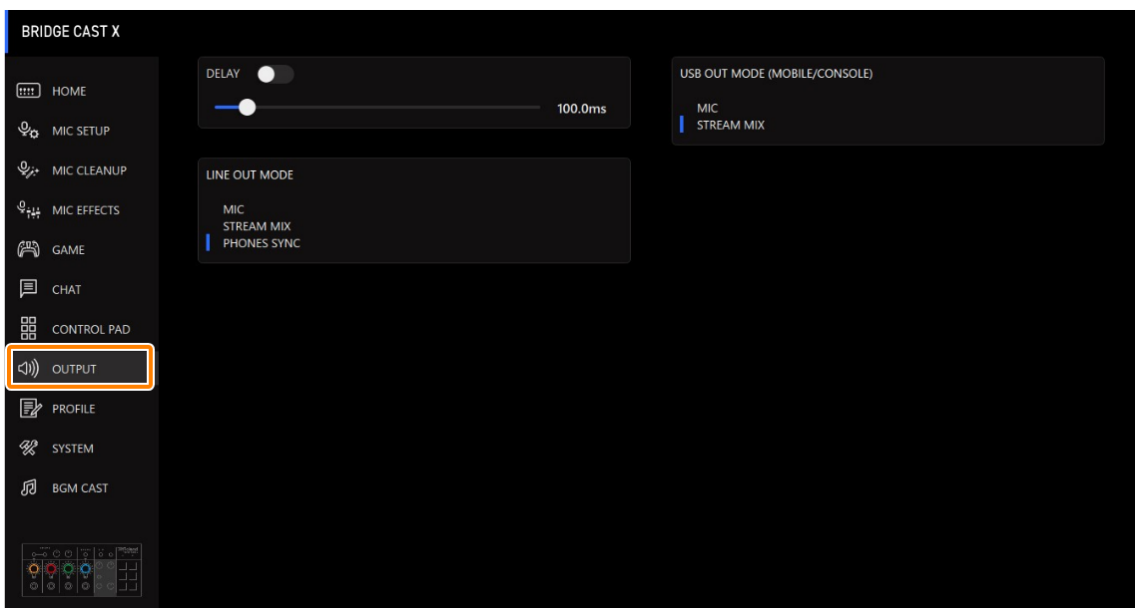 BRIDGE CAST X
HOME
MIC SETUP
MIC CLEANUP
MIC EFFECTS
GAME
CHAT
CONTROL PAD
OUTPUT
PROFILE
SYSTEM
BGM CAST
DELAY
100.0ms
LINE OUT MODE
MIC
STREAM MIX
PHONES SYNC
USB OUT MODE (MOBILE/CONSOLE)
MIC
STREAM MIX